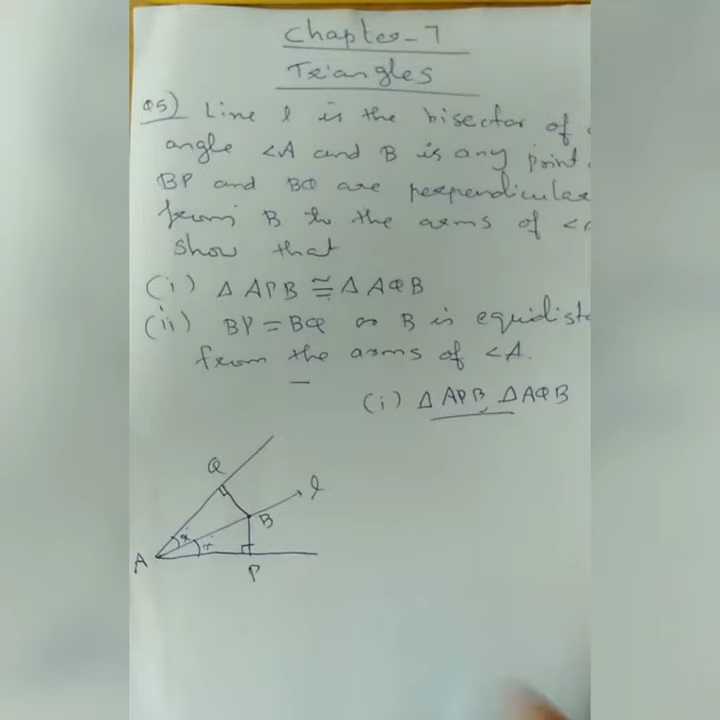 Chapter-7
Triangles
Q5) Line l is the bisector of
angle ∠A and B is any point
BP and BQ are perpendicular
from B to the arms of ∠
show that
(i) △ APB ≅ △ AQB
(ii) BP = BQ or B is equidist
from the arms of ∠A.
(i) △ APB, △ AQB
Q
l
B
x
x
A
P